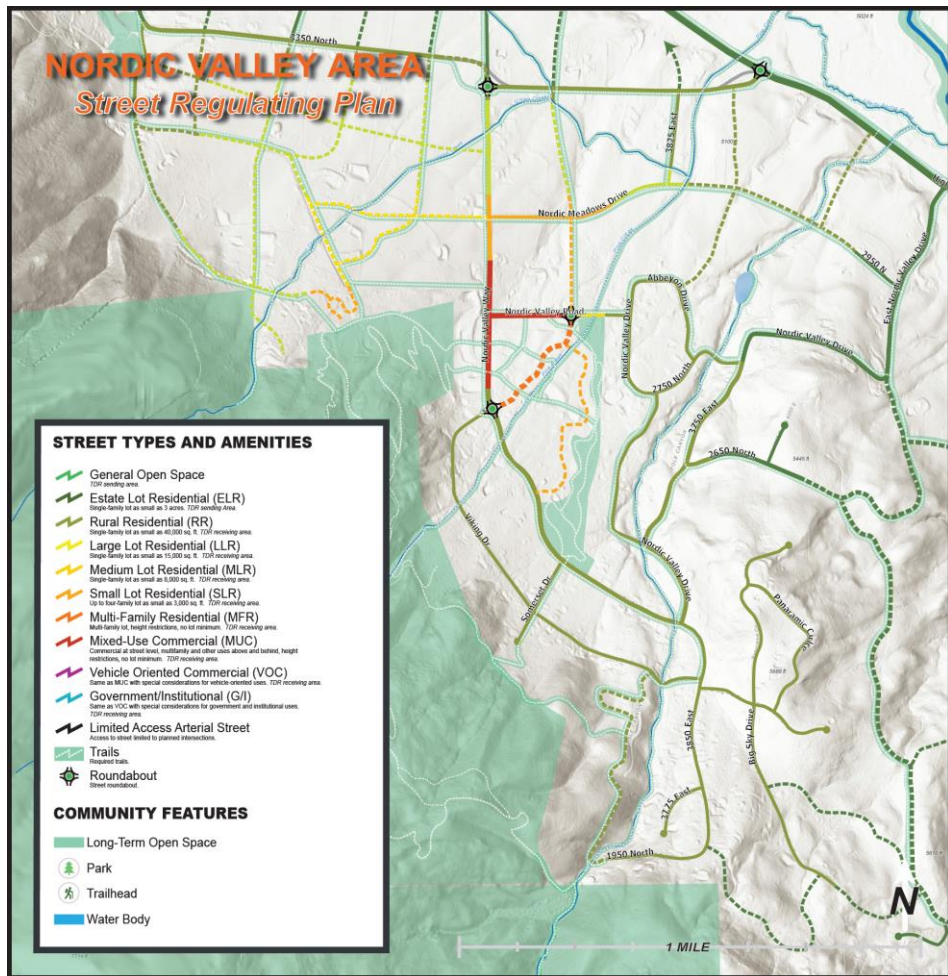 NORDIC VALLEY AREA
Street Regulating Plan
3350 North
5024 ft
3825 East
5100 ft
Nordic Meadows Drive
2950 N
East Nordic Valley Drive
Nordic Valley Way
Nordic Valley Road
Abbeyon Drive
Nordic Valley Drive
2750 North
Nordic Valley Drive
3750 East
2650 North
5445 ft
Viking Dr
Somerset Dr
Nordic Valley Drive
Panaramic Circle
Big Sky Drive
3850 East
3775 East
1950 North
STREET TYPES AND AMENITIES
General Open Space
TDR sending area.
Estate Lot Residential (ELR)
Single-family lot as small as 3 acres. TDR sending Area.
Rural Residential (RR)
Single-family lot as small as 40,000 sq. ft. TDR receiving area.
Large Lot Residential (LLR)
Single-family lot as small as 15,000 sq. ft. TDR receiving area.
Medium Lot Residential (MLR)
Single-family lot as small as 8,000 sq. ft. TDR receiving area.
Small Lot Residential (SLR)
Up to four-family lot as small as 3,000 sq. ft. TDR receiving area.
Multi-Family Residential (MFR)
Multi-family lot, height restrictions, no lot minimum. TDR receiving area.
Mixed-Use Commercial (MUC)
Commercial at street level, multifamily and other uses above and behind, height
restrictions, no lot minimum. TDR receiving area.
Vehicle Oriented Commercial (VOC)
Same as MUC with special considerations for vehicle-oriented uses. TDR receiving area.
Government/Institutional (G/I)
Same as VOC with special considerations for government and institutional uses.
TDR receiving area.
Limited Access Arterial Street
Access to street limited to planned intersections.
Trails
Required trails.
Roundabout
Street roundabout.
COMMUNITY FEATURES
Long-Term Open Space
Park
Trailhead
Water Body
N
1 MILE